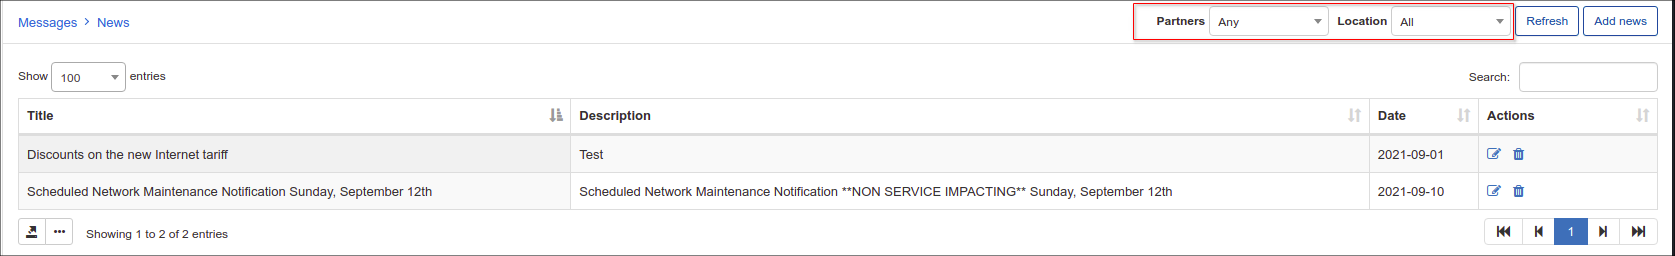 Messages > News Partners Any Location All Refresh Add news
Show 100 entries Search:
Title Description Date Actions
Discounts on the new Internet tariff Test 2021-09-01
Scheduled Network Maintenance Notification Sunday, September 12th Scheduled Network Maintenance Notification **NON SERVICE IMPACTING** Sunday, September 12th 2021-09-10
••• Showing 1 to 2 of 2 entries 1